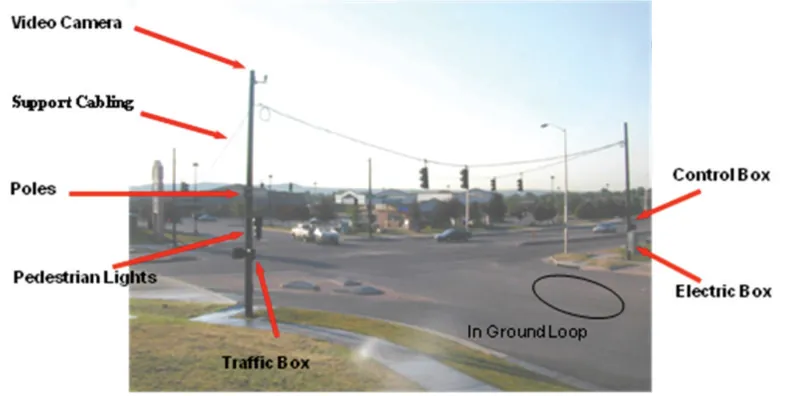 Video Camera
Support Cabling
Poles
Control Box
Pedestrian Lights
Electric Box
In Ground Loop
Traffic Box